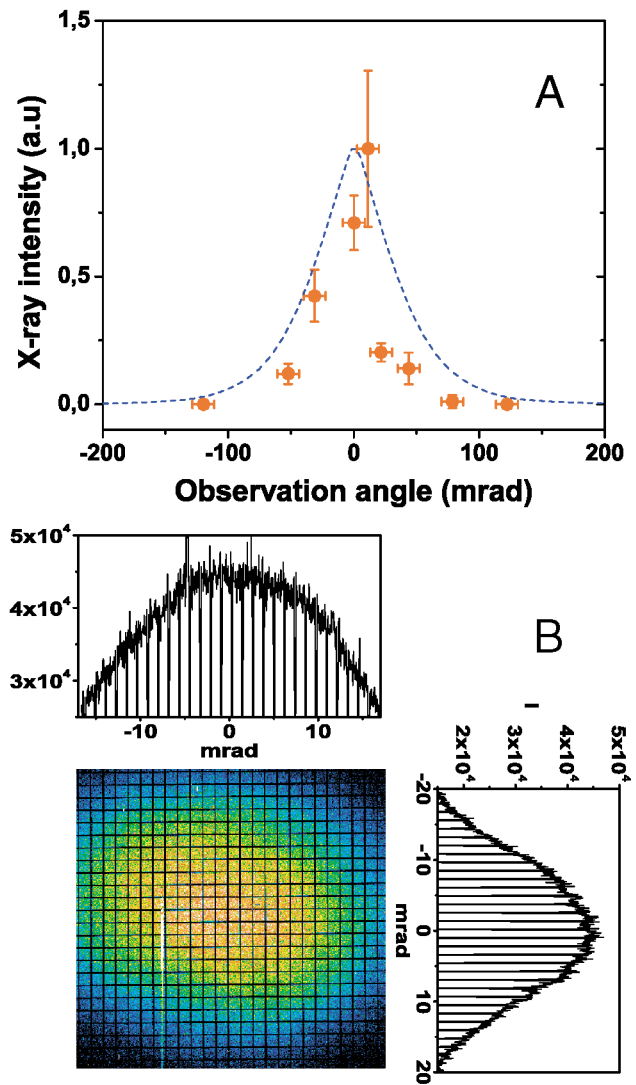 A
X-ray intensity (a.u)
1,5
1,0
0,5
0,0
-200 -100 0 100 200
Observation angle (mrad)
B
5x10⁴
4x10⁴
3x10⁴
-10 0 10
mrad
I
2x10⁴ 3x10⁴ 4x10⁴ 5x10⁴
-20 -10 0 10 20
mrad